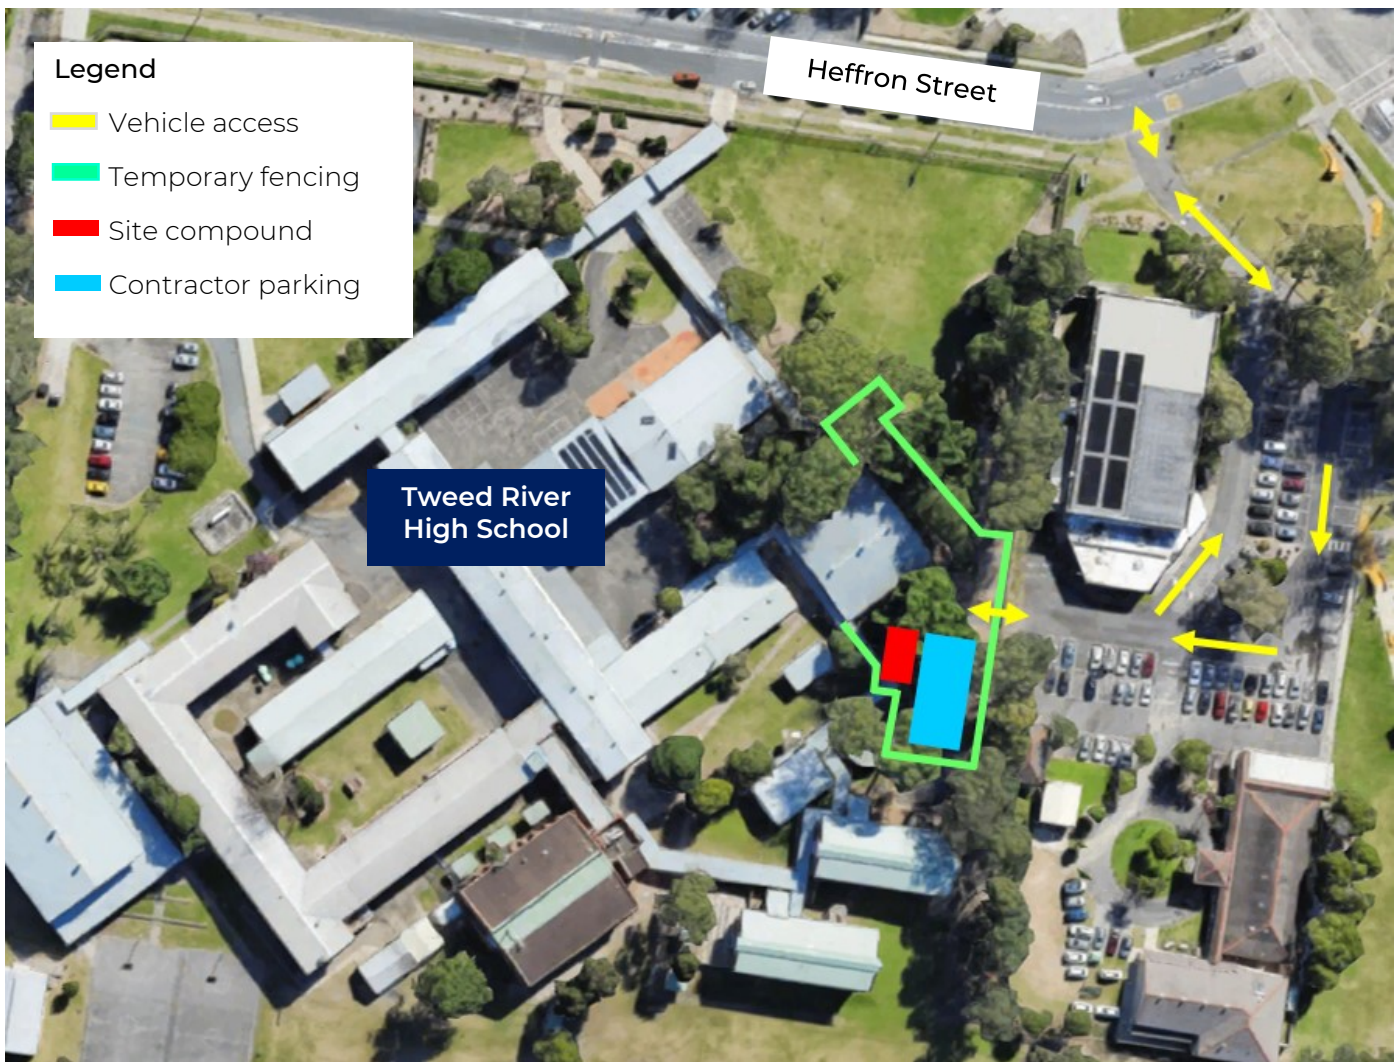 Legend
Vehicle access
Temporary fencing
Site compound
Contractor parking
Heffron Street
Tweed River
High School